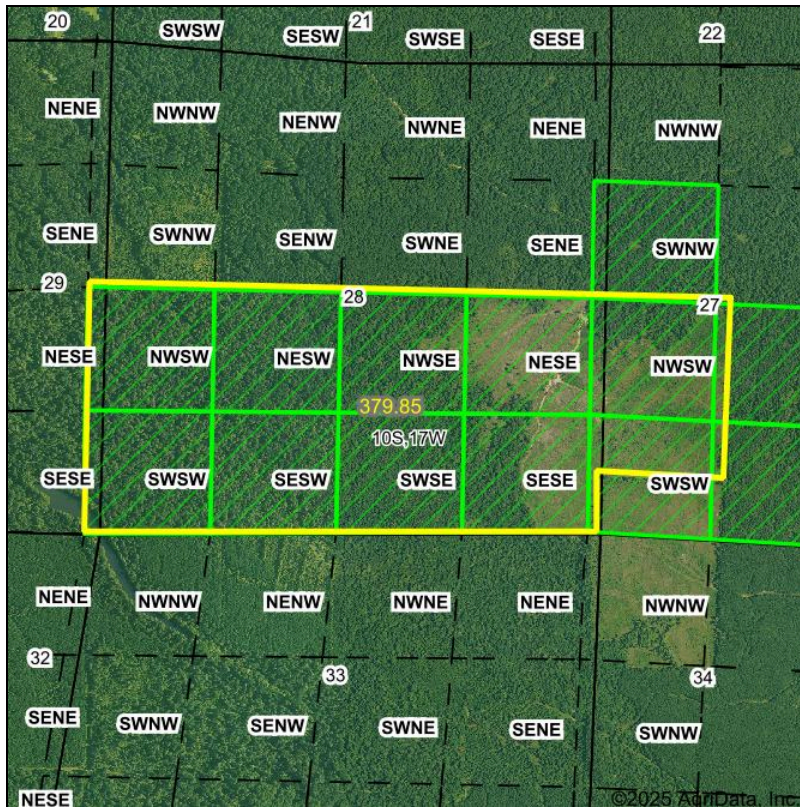 20 SWSW SESW 21 SWSE SESE 22
NENE NWNW NENW NWNE NENE NWNW
SENE SWNW SENW SWNE SENE SWNW
29 28 27
NESE NWSW NESW NWSE NESE NWSW
379.85
10S,17W
SESE SWSW SESW SWSE SESE SWSW
NENE NWNW NENW NWNE NENE NWNW
32 33 34
SENE SWNW SENW SWNE SENE SWNW
NESE ©2025 AgriData, Inc.